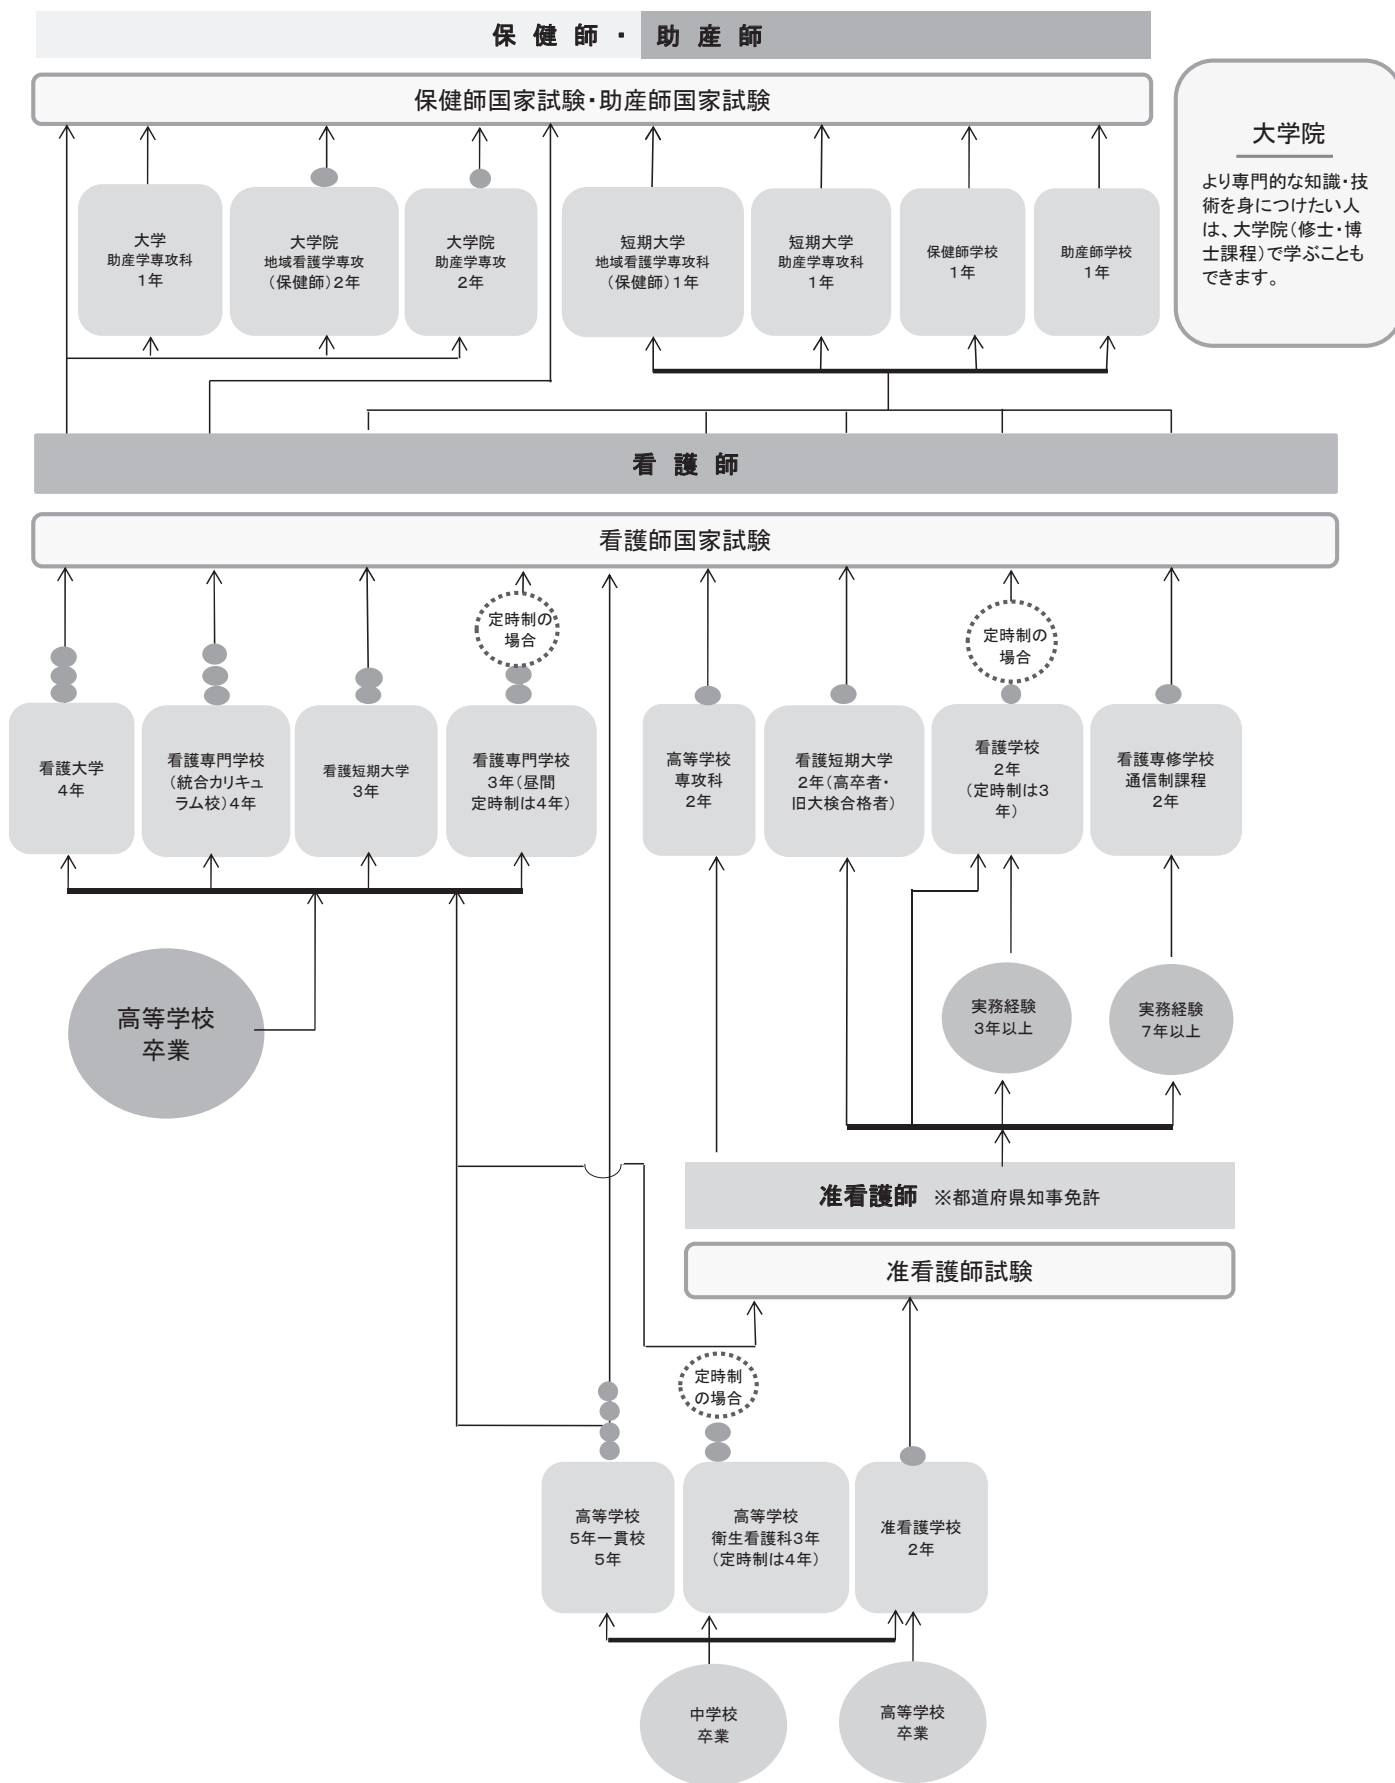 保健師・助産師
保健師国家試験・助産師国家試験
大学院
より専門的な知識・技
術を身につけたい人
は、大学院(修士・博
士課程)で学ぶことも
できます。
大学
助産学専攻科
1年
大学院
地域看護学専攻
(保健師)2年
大学院
助産学専攻
2年
短期大学
地域看護学専攻科
(保健師)1年
短期大学
助産学専攻科
1年
保健師学校
1年
助産師学校
1年
看護師
看護師国家試験
定時制の
場合
定時制の
場合
看護大学
4年
看護専門学校
(統合カリキュ
ラム校)4年
看護短期大学
3年
看護専門学校
3年(昼間
定時制は4年)
高等学校
専攻科
2年
看護短期大学
2年(高卒者・
旧大検合格者)
看護学校
2年
(定時制は3
年)
看護専修学校
通信制課程
2年
高等学校
卒業
実務経験
3年以上
実務経験
7年以上
准看護師 ※都道府県知事免許
准看護師試験
定時制
の場合
高等学校
5年一貫校
5年
高等学校
衛生看護科3年
(定時制は4年)
准看護学校
2年
中学校
卒業
高等学校
卒業